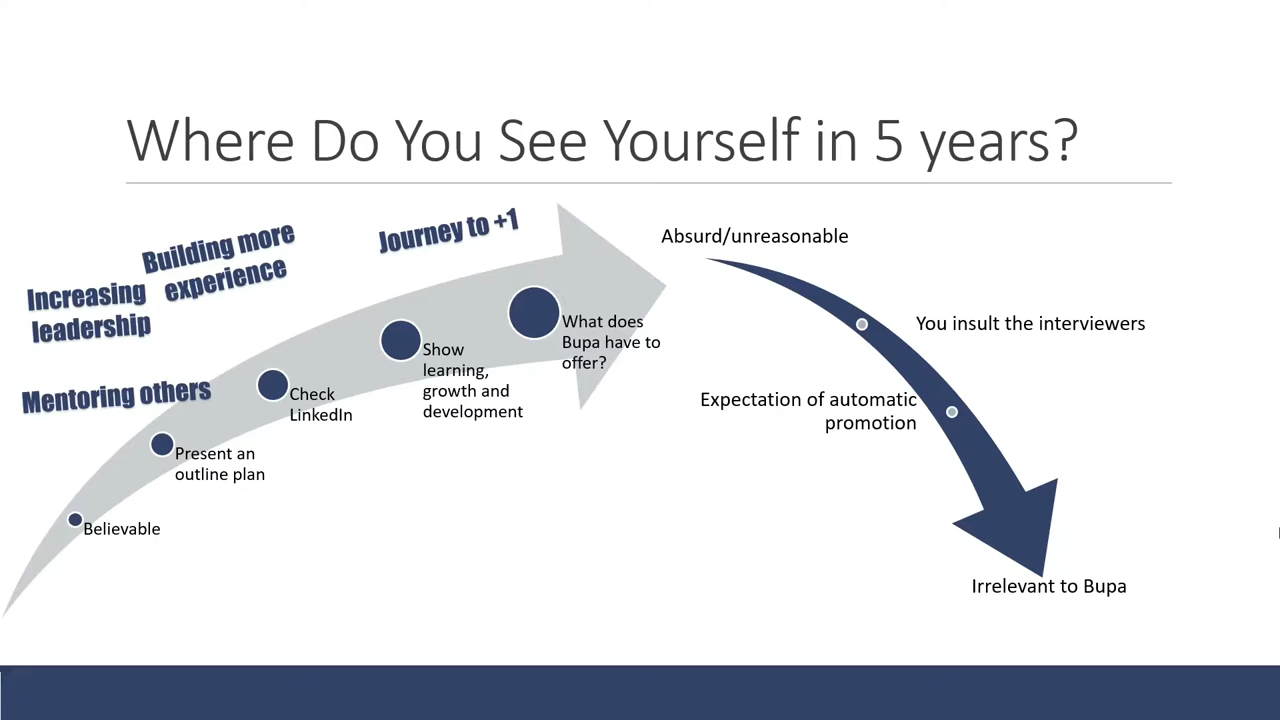 Where Do You See Yourself in 5 years?
Building more
experience
Journey to +1
Increasing
leadership
Mentoring others
Believable
Present an
outline plan
Check
LinkedIn
Show
learning,
growth and
development
What does
Bupa have to
offer?
Absurd/unreasonable
You insult the interviewers
Expectation of automatic
promotion
Irrelevant to Bupa